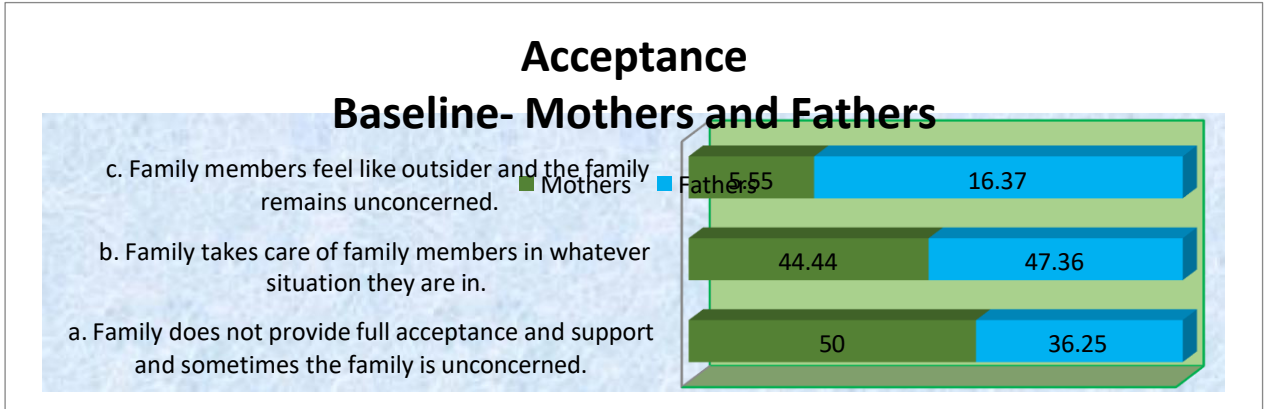 Acceptance
Baseline- Mothers and Fathers
c. Family members feel like outsider and the family
remains unconcerned.
Mothers Fathers
5.55 16.37
b. Family takes care of family members in whatever
situation they are in.
44.44 47.36
a. Family does not provide full acceptance and support
and sometimes the family is unconcerned.
50 36.25